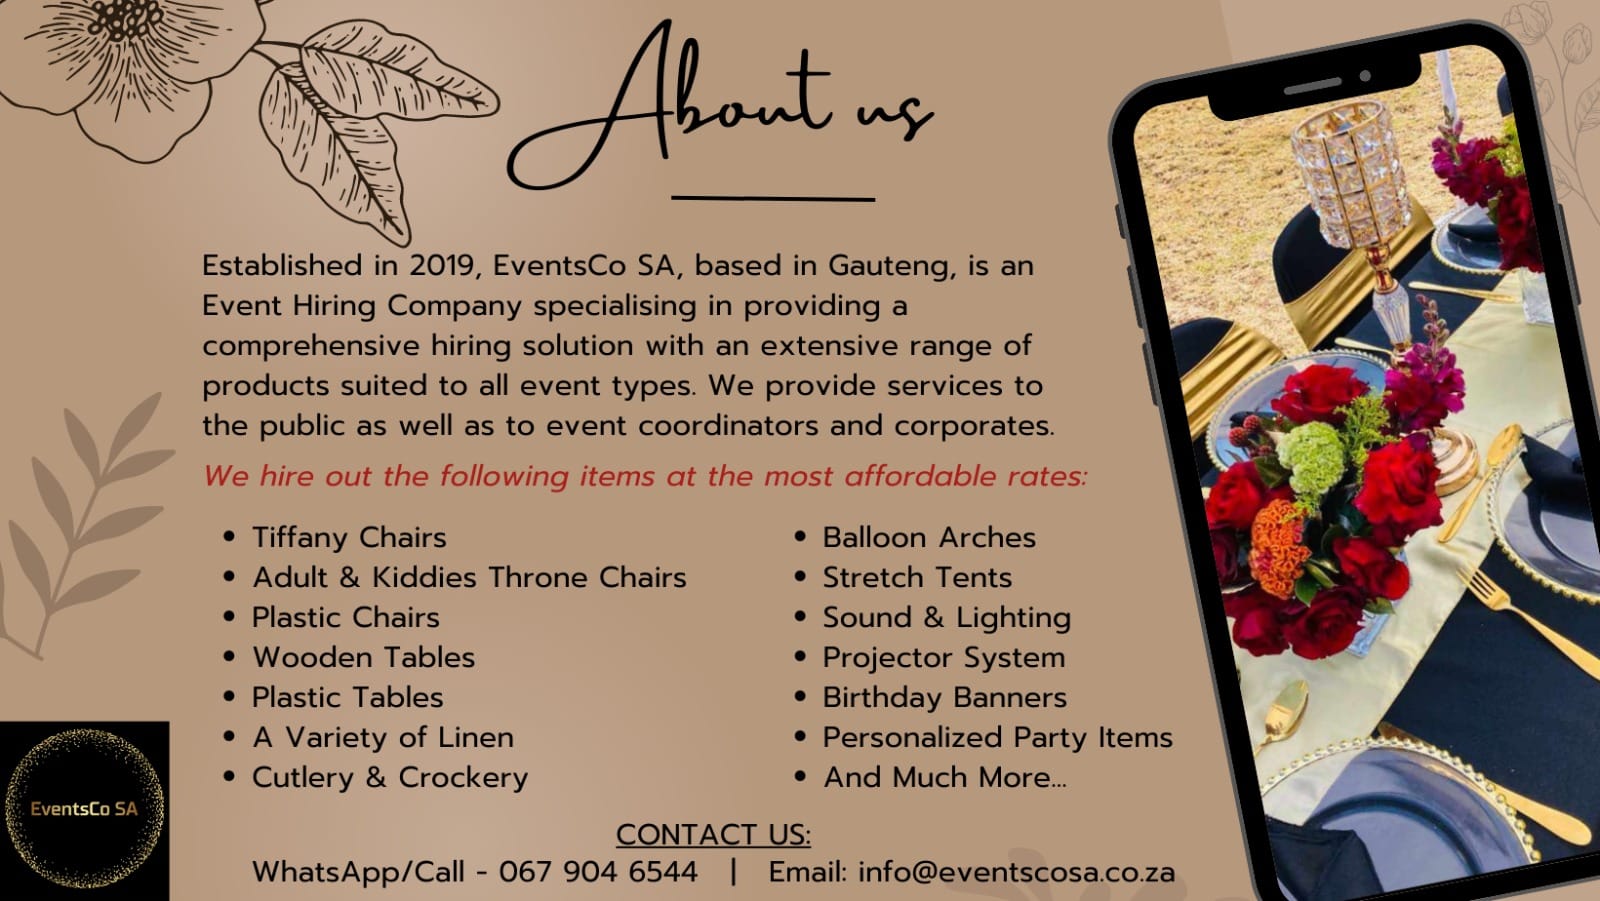 About us
Established in 2019, EventsCo SA, based in Gauteng, is an
Event Hiring Company specialising in providing a
comprehensive hiring solution with an extensive range of
products suited to all event types. We provide services to
the public as well as to event coordinators and corporates.
We hire out the following items at the most affordable rates:
• Tiffany Chairs
• Adult & Kiddies Throne Chairs
• Plastic Chairs
• Wooden Tables
• Plastic Tables
• A Variety of Linen
• Cutlery & Crockery
• Balloon Arches
• Stretch Tents
• Sound & Lighting
• Projector System
• Birthday Banners
• Personalized Party Items
• And Much More...
EventsCo SA
CONTACT US:
WhatsApp/Call - 067 904 6544 | Email: info@eventscosa.co.za